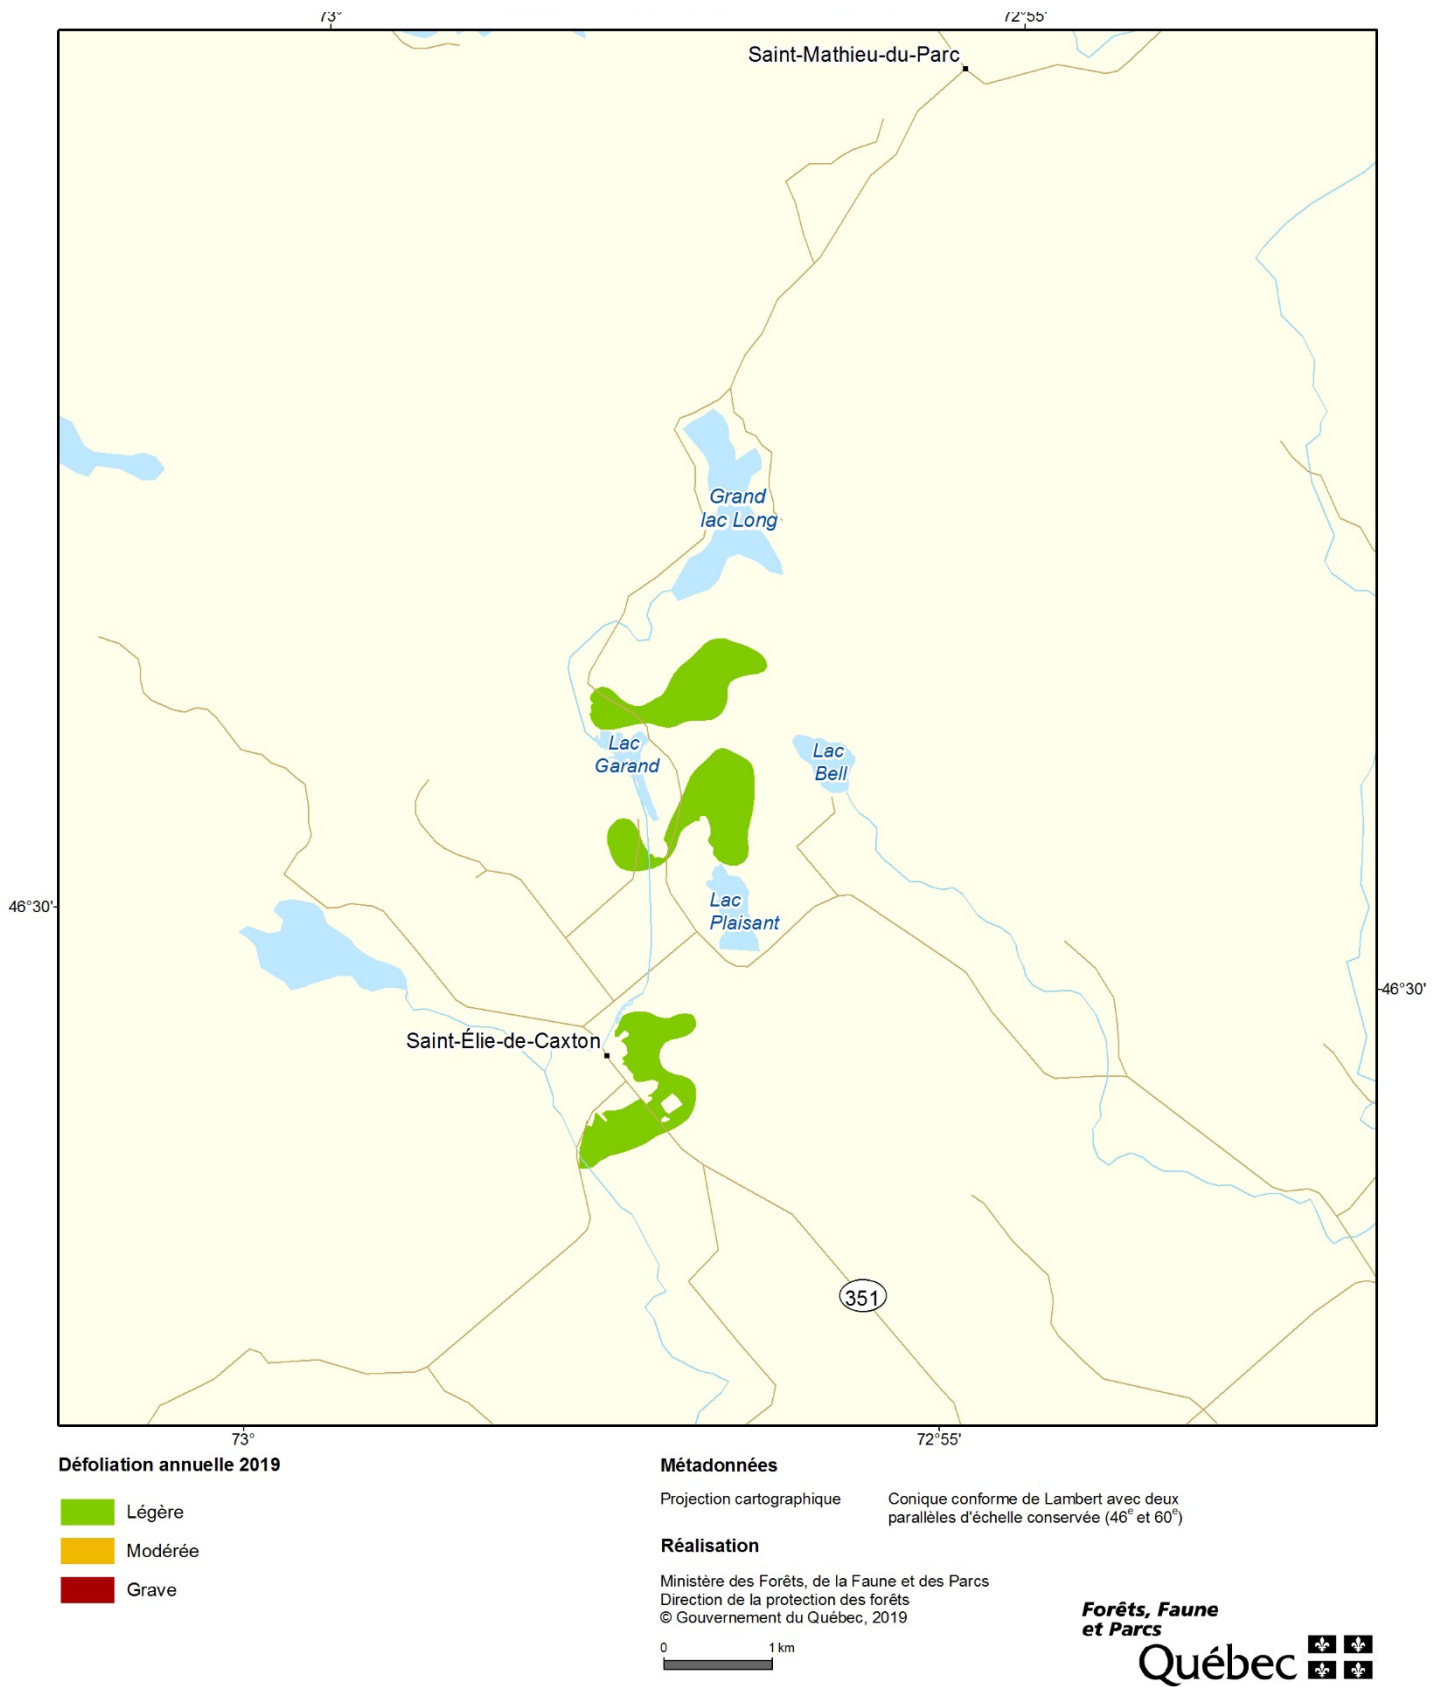 73°
72°55'
Saint-Mathieu-du-Parc
Grand
lac Long
Lac
Garand
Lac
Bell
46°30'
Lac
Plaisant
46°30'
Saint-Élie-de-Caxton
351
73°
72°55'
Défoliation annuelle 2019
Légère
Modérée
Grave
Métadonnées
Projection cartographique
Conique conforme de Lambert avec deux
parallèles d'échelle conservée (46e et 60e)
Réalisation
Ministère des Forêts, de la Faune et des Parcs
Direction de la protection des forêts
© Gouvernement du Québec, 2019
0 1 km
Forêts, Faune
et Parcs
Québec